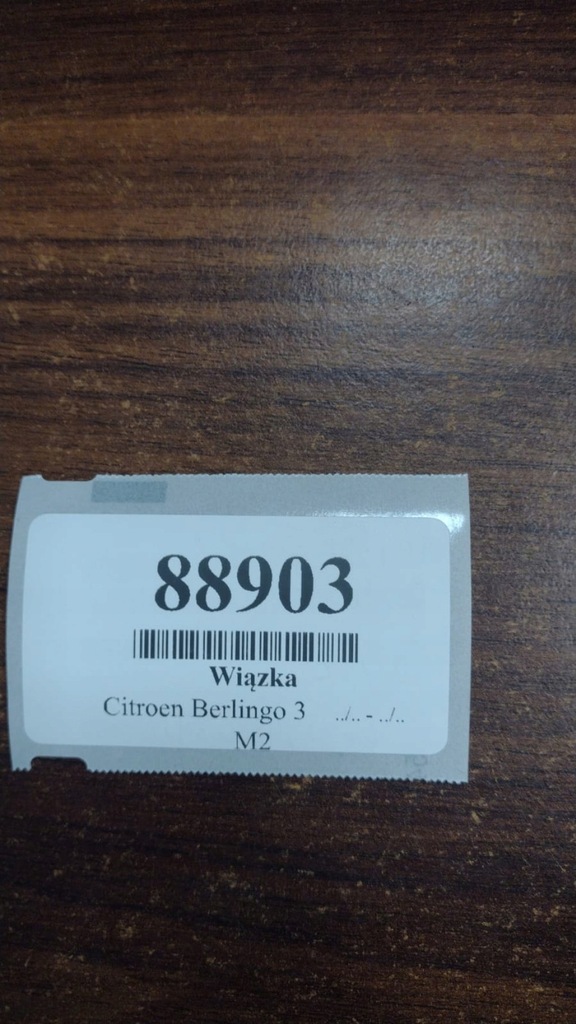 88903
Wiązka
Citroen Berlingo 3 ../.. - ../..
M2